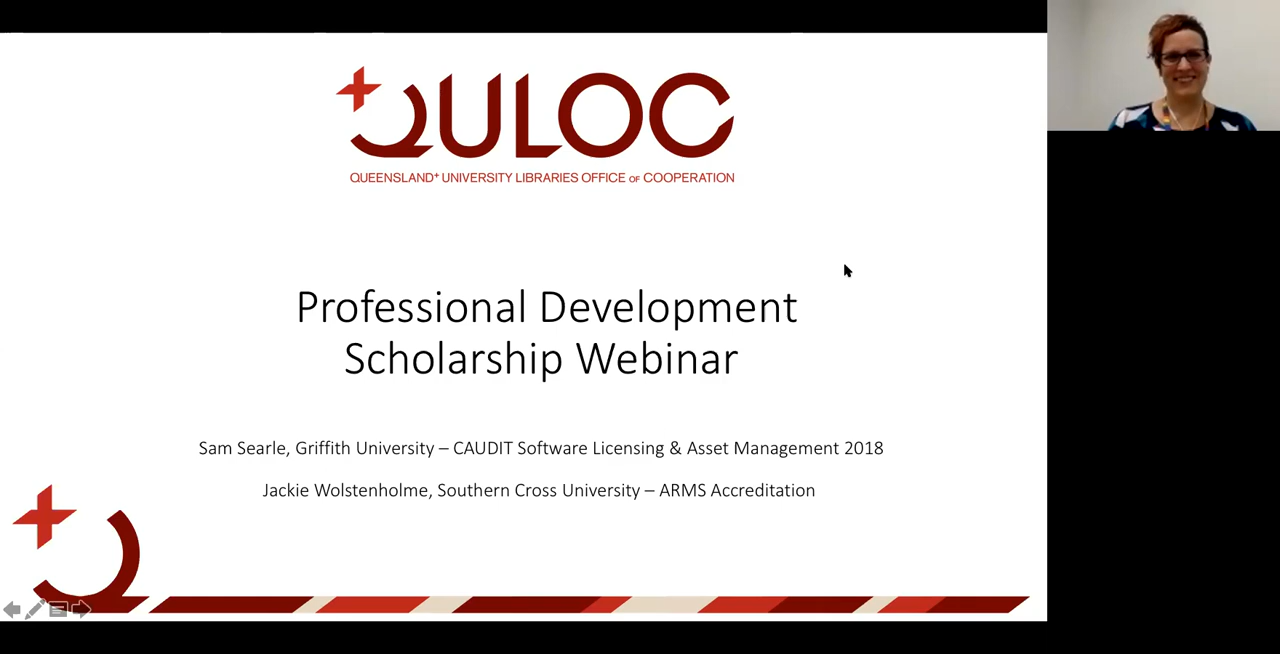 QULOC
QUEENSLAND+ UNIVERSITY LIBRARIES OFFICE OF COOPERATION
Professional Development
Scholarship Webinar
Sam Searle, Griffith University – CAUDIT Software Licensing & Asset Management 2018
Jackie Wolstenholme, Southern Cross University – ARMS Accreditation